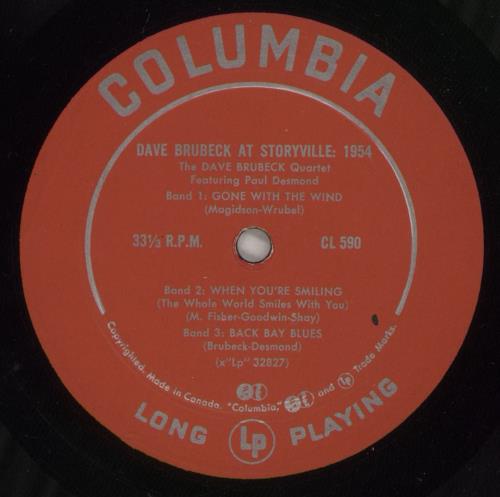 COLUMBIA
DAVE BRUBECK AT STORYVILLE: 1954
The DAVE BRUBECK Quartet
Featuring Paul Desmond
Band 1: GONE WITH THE WIND
(Magidson-Wrubel)
33⅓ R.P.M. CL 590
Band 2: WHEN YOU'RE SMILING
(The Whole World Smiles With You)
(M. Fisher-Goodwin-Shay)
Band 3: BACK BAY BLUES
(Brubeck-Desmond)
(x"Lp" 32827)
Copyrighted. Made in Canada. "Columbia," and Lp Trade Marks.
LONG Lp PLAYING